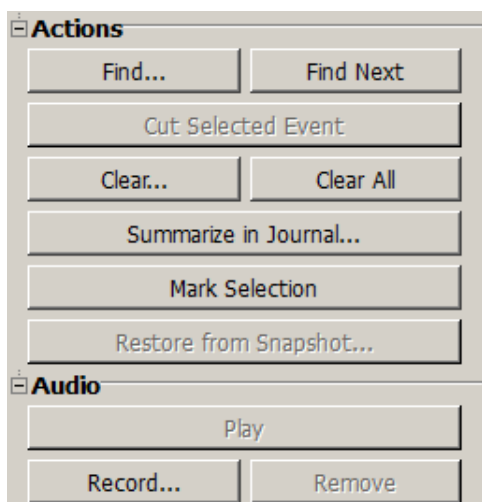 Actions
Find... Find Next
Cut Selected Event
Clear... Clear All
Summarize in Journal...
Mark Selection
Restore from Snapshot...
Audio
Play
Record... Remove